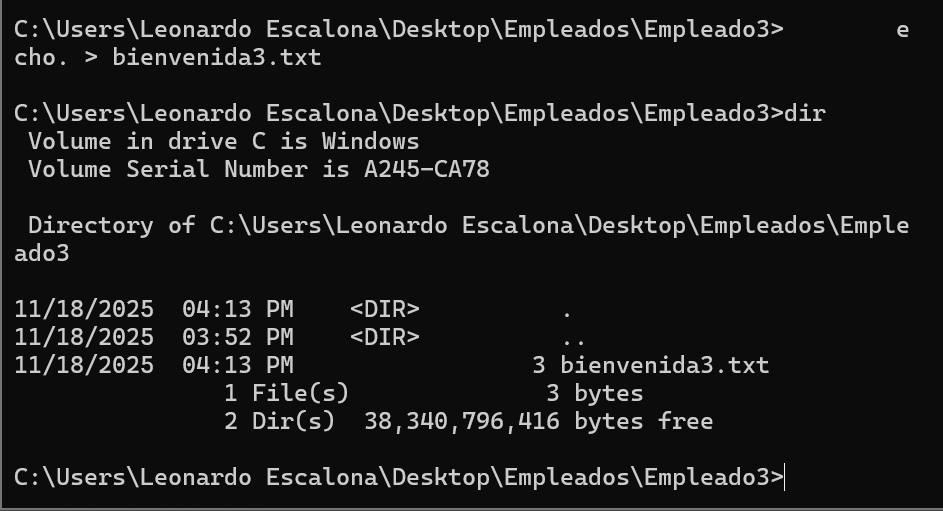 C:\Users\Leonardo Escalona\Desktop\Empleados\Empleado3>        e
cho. > bienvenida3.txt
C:\Users\Leonardo Escalona\Desktop\Empleados\Empleado3>dir
 Volume in drive C is Windows
 Volume Serial Number is A245-CA78
 Directory of C:\Users\Leonardo Escalona\Desktop\Empleados\Emple
ado3
11/18/2025  04:13 PM    <DIR>          .
11/18/2025  03:52 PM    <DIR>          ..
11/18/2025  04:13 PM                 3 bienvenida3.txt
               1 File(s)              3 bytes
               2 Dir(s)  38,340,796,416 bytes free
C:\Users\Leonardo Escalona\Desktop\Empleados\Empleado3>